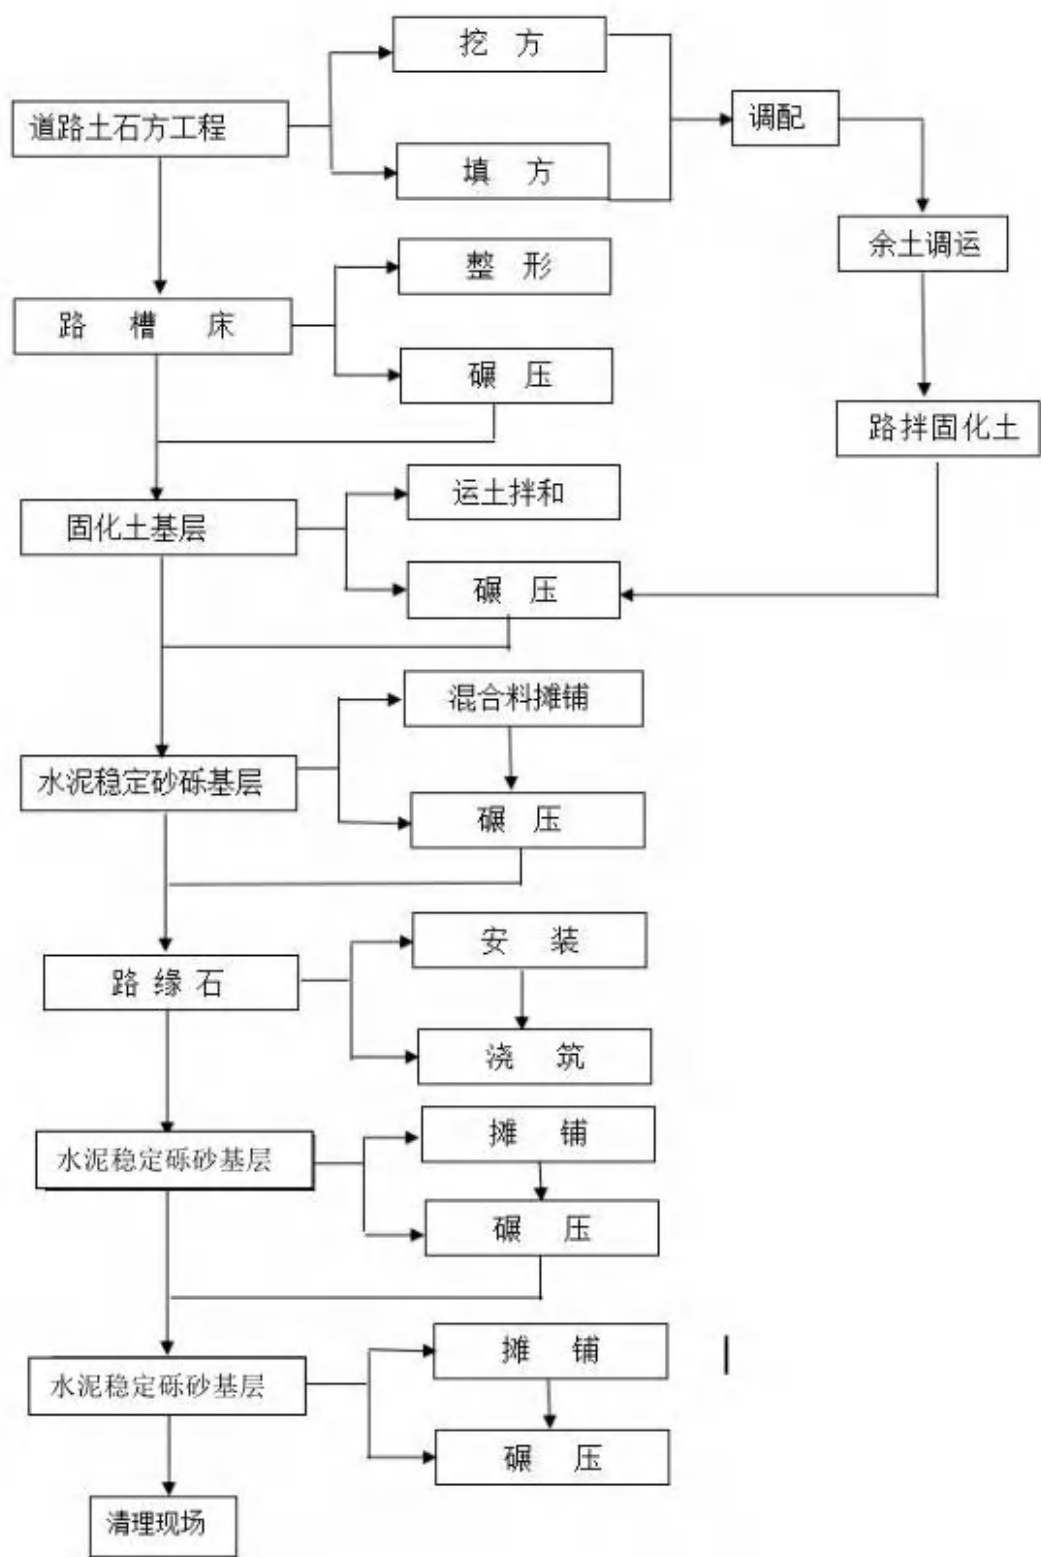 挖 方
道路土石方工程
调配
填 方
余土调运
整 形
路 槽 床
碾 压
路拌固化土
运土拌和
固化土基层
碾 压
混合料摊铺
水泥稳定砂砾基层
碾 压
安 装
路缘石
浇 筑
摊 铺
水泥稳定砾砂基层
碾 压
摊 铺
水泥稳定砾砂基层
碾 压
清理现场